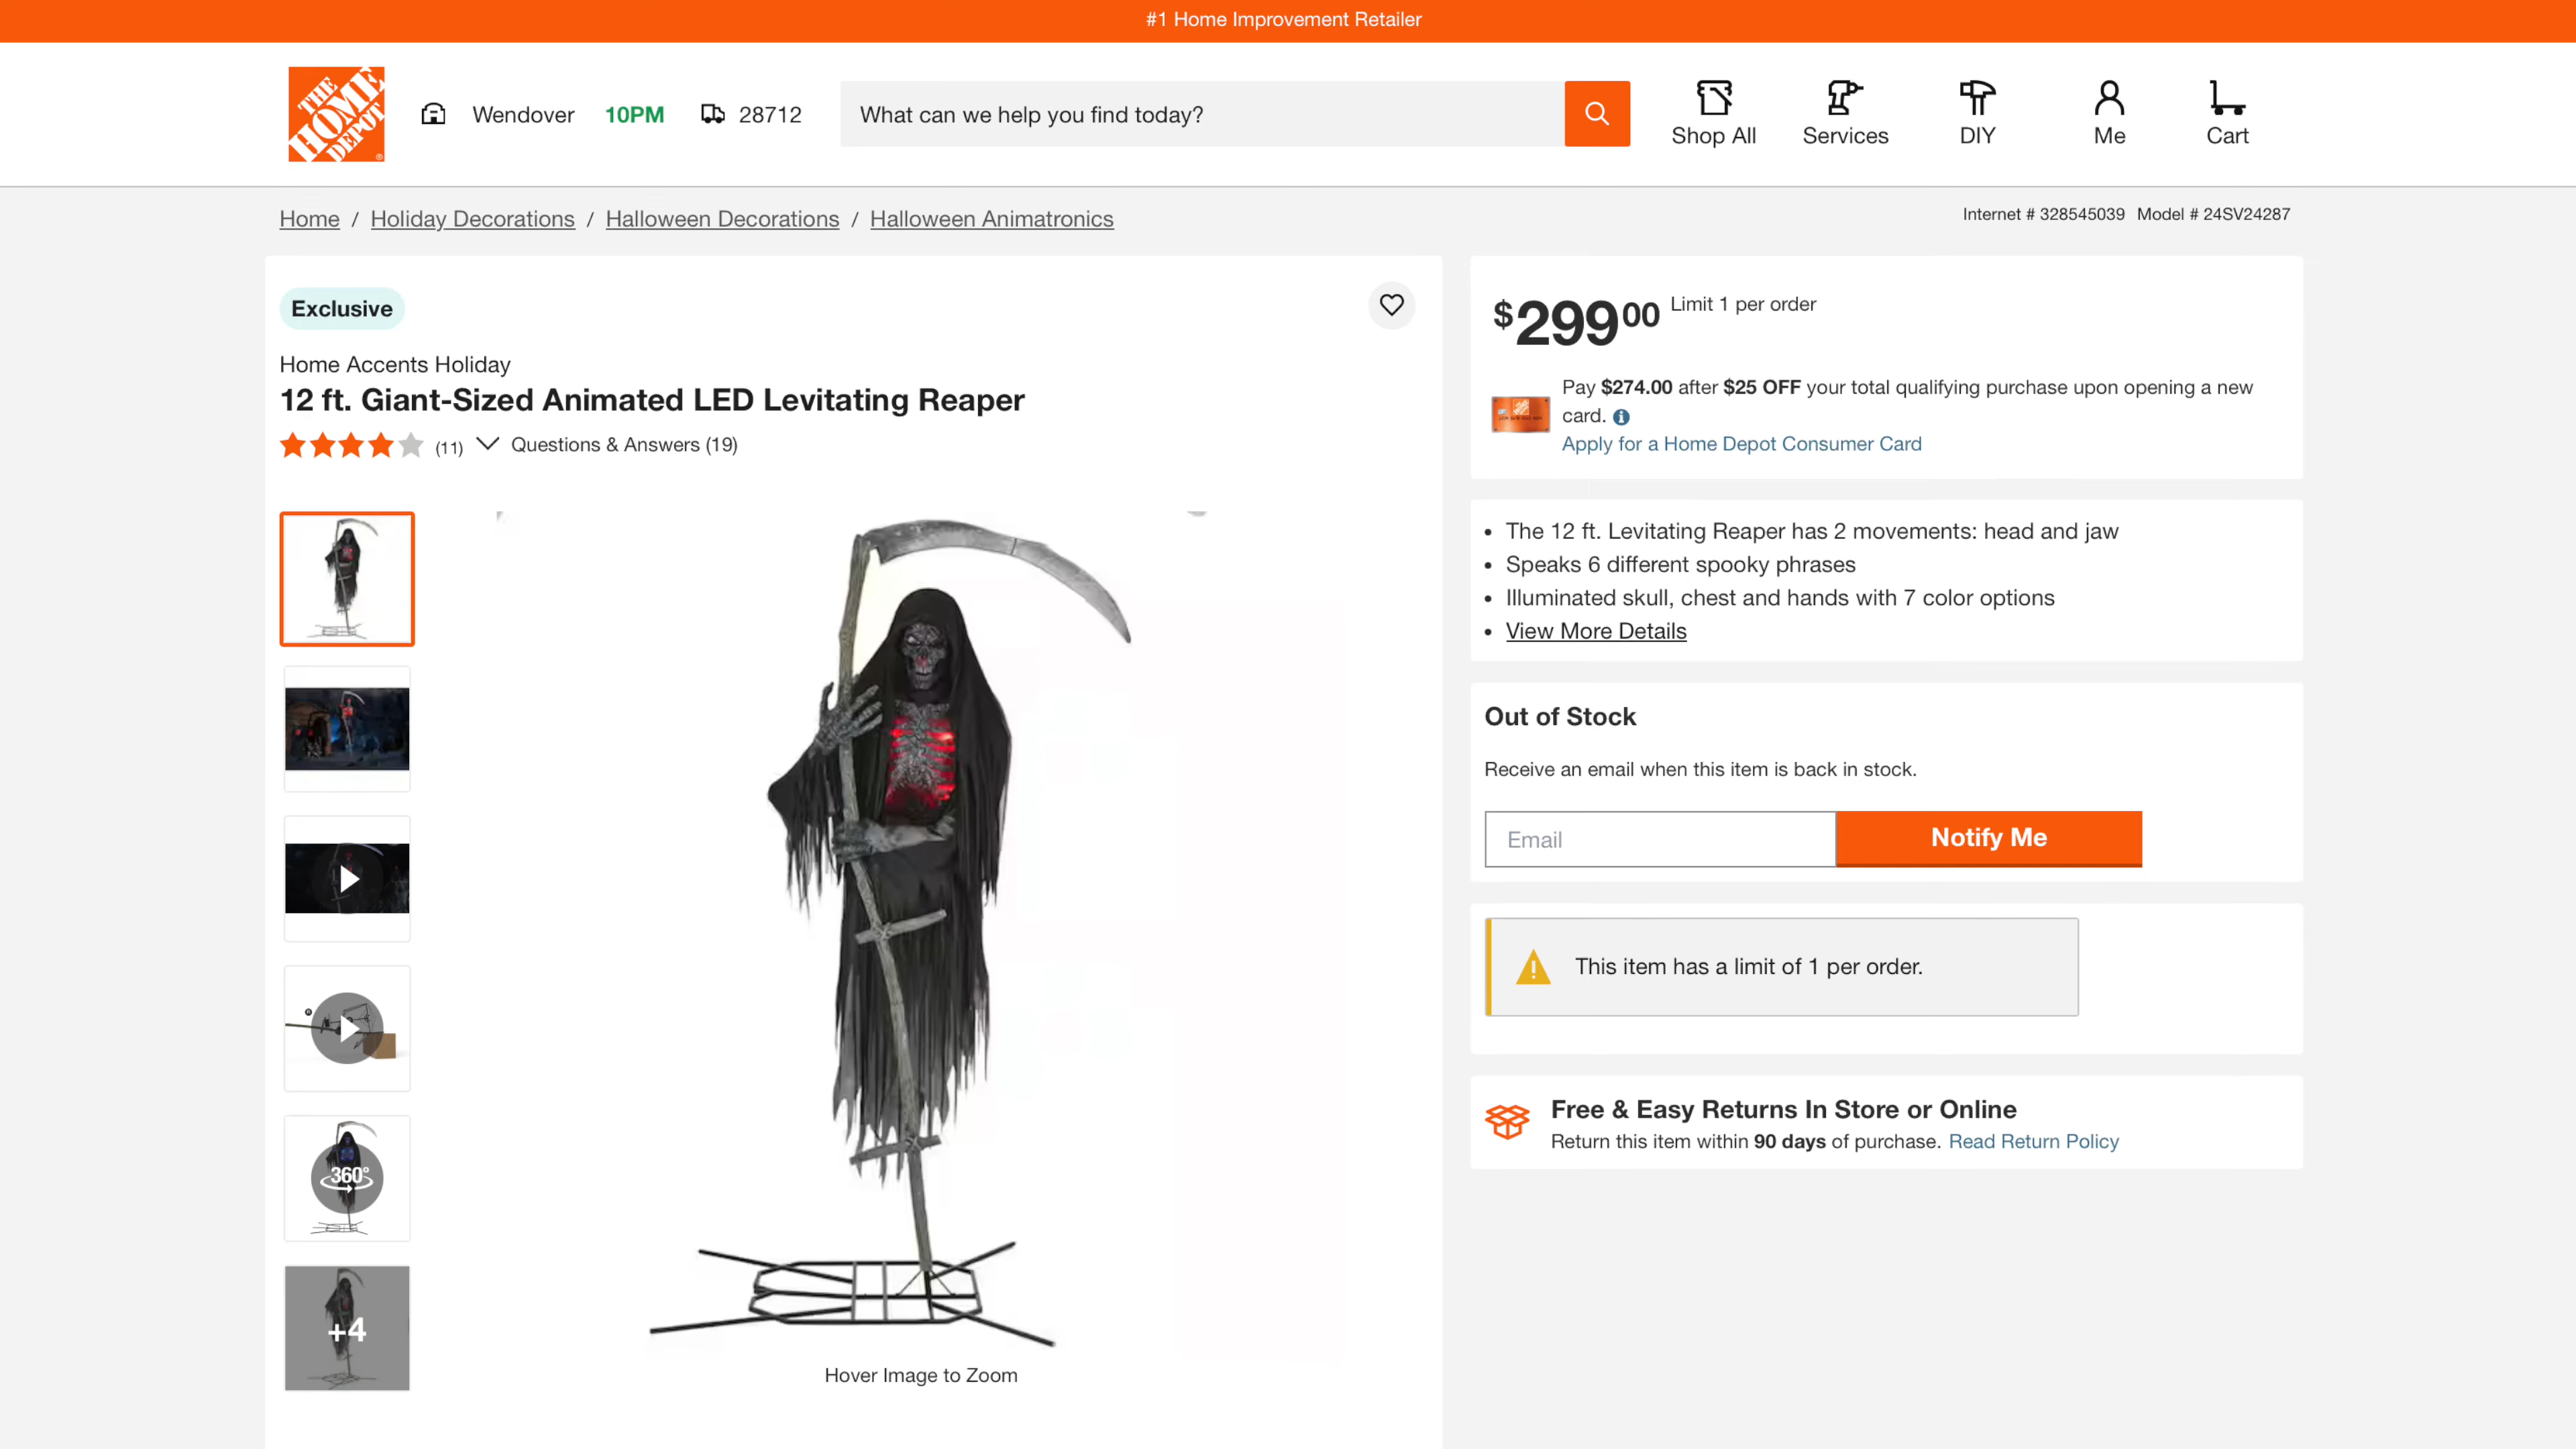 #1 Home Improvement Retailer
THE HOME DEPOT
Wendover 10PM 28712 What can we help you find today?
Shop All Services DIY Me Cart
Home / Holiday Decorations / Halloween Decorations / Halloween Animatronics
Internet # 328545039 Model # 24SV24287
Exclusive
Home Accents Holiday
12 ft. Giant-Sized Animated LED Levitating Reaper
(11) Questions & Answers (19)
360°
+4
Hover Image to Zoom
$299 00 Limit 1 per order
Pay $274.00 after $25 OFF your total qualifying purchase upon opening a new
card.
Apply for a Home Depot Consumer Card
• The 12 ft. Levitating Reaper has 2 movements: head and jaw
• Speaks 6 different spooky phrases
• Illuminated skull, chest and hands with 7 color options
• View More Details
Out of Stock
Receive an email when this item is back in stock.
Email Notify Me
This item has a limit of 1 per order.
Free & Easy Returns In Store or Online
Return this item within 90 days of purchase. Read Return Policy